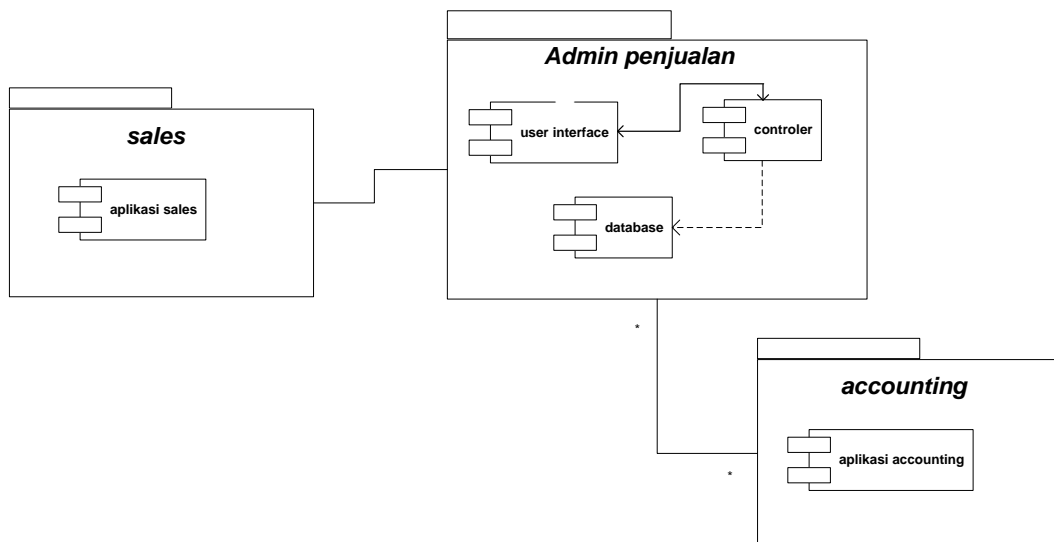 Admin penjualan
user interface
controler
database
sales
aplikasi sales
*
*
accounting
aplikasi accounting